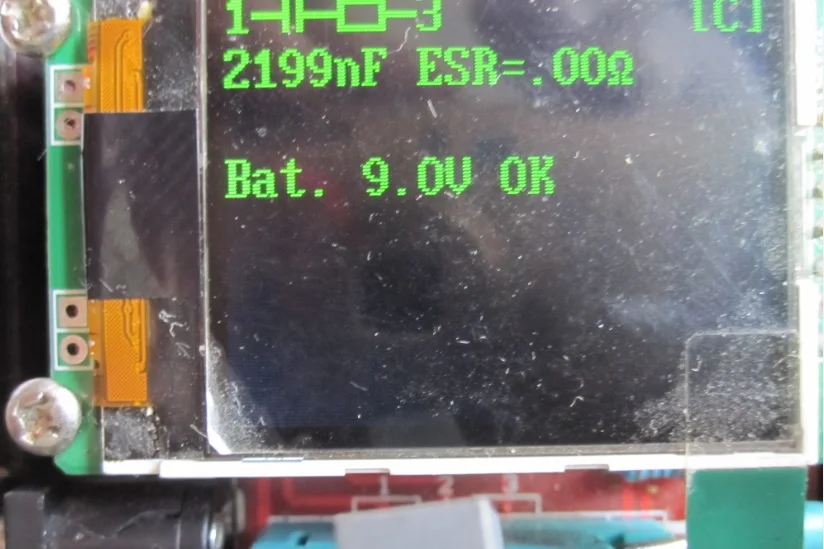 1 3 [C]
2199nF ESR=.00Ω
Bat. 9.0V OK
1 2 3